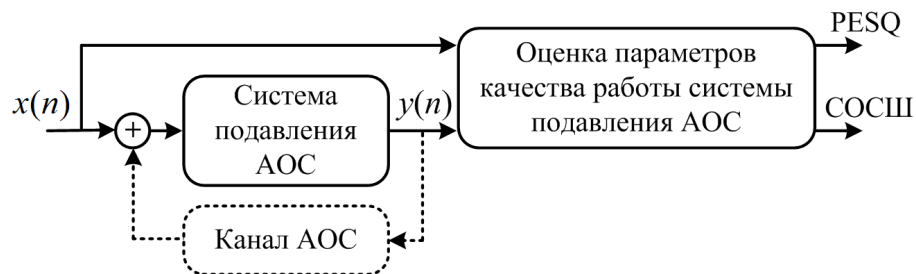 PESQ
Оценка параметров
качества работы системы
подавления АОС
СОСШ
x(n)
+
Система
подавления
АОС
y(n)
Канал АОС